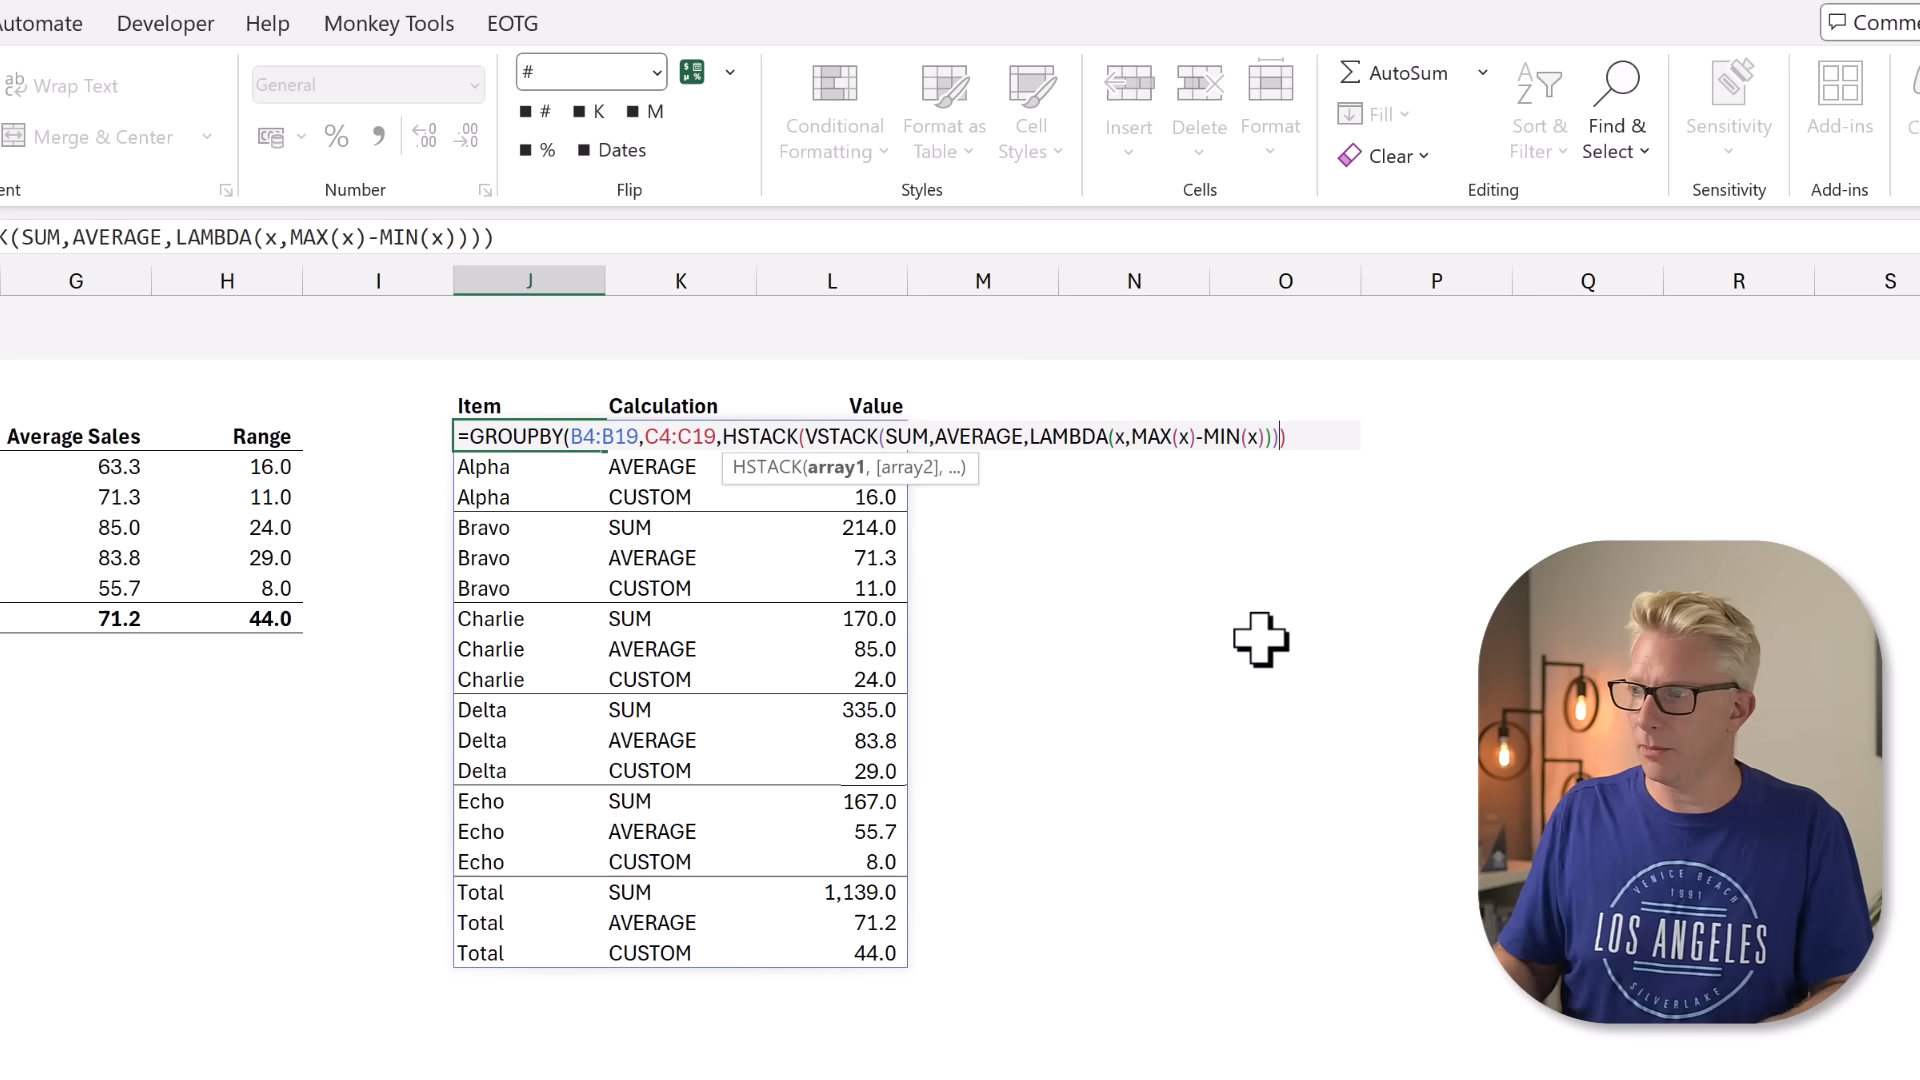 Automate Developer Help Monkey Tools EOTG Comme
ab Wrap Text
Merge & Center
ent
General
Number
#
# K M
% Dates
Flip
Conditional Formatting
Format as Table
Cell Styles
Styles
Insert
Delete
Format
Cells
AutoSum
Fill
Clear
Sort & Filter
Find & Select
Editing
Sensitivity
Sensitivity
Add-ins
Add-ins
K(SUM,AVERAGE,LAMBDA(x,MAX(x)-MIN(x))))
G H I J K L M N O P Q R S
Item Calculation Value
Average Sales Range
=GROUPBY(B4:B19,C4:C19,HSTACK(VSTACK(SUM,AVERAGE,LAMBDA(x,MAX(x)-MIN(x))))
HSTACK(array1, [array2], ...)
63.3 16.0 Alpha AVERAGE
71.3 11.0 Alpha CUSTOM 16.0
85.0 24.0 Bravo SUM 214.0
83.8 29.0 Bravo AVERAGE 71.3
55.7 8.0 Bravo CUSTOM 11.0
71.2 44.0 Charlie SUM 170.0
Charlie AVERAGE 85.0
Charlie CUSTOM 24.0
Delta SUM 335.0
Delta AVERAGE 83.8
Delta CUSTOM 29.0
Echo SUM 167.0
Echo AVERAGE 55.7
Echo CUSTOM 8.0
Total SUM 1,139.0
Total AVERAGE 71.2
Total CUSTOM 44.0
VENICE BEACH
1991
LOS ANGELES
SILVERLAKE